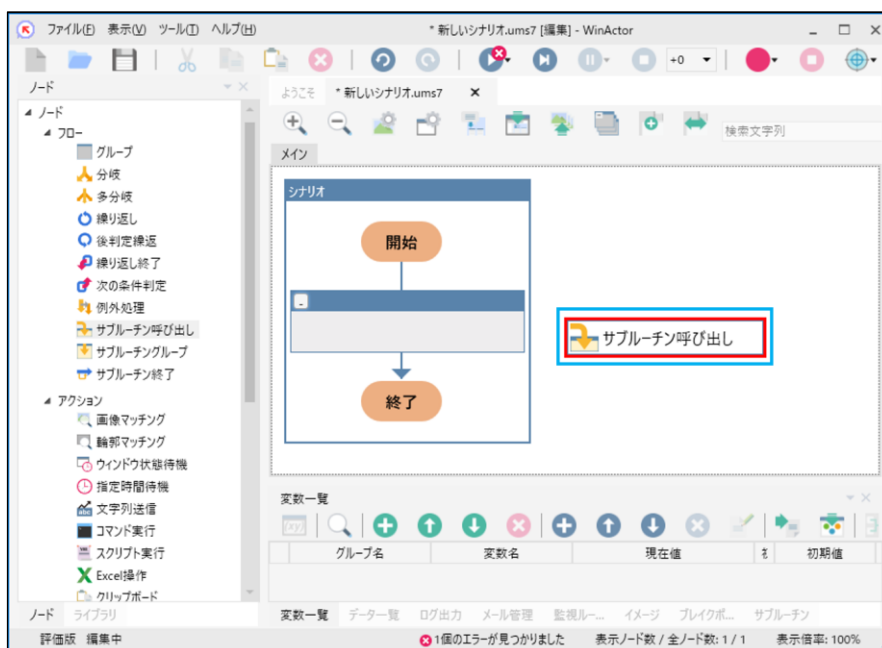 ファイル(F) 表示(V) ツール(T) ヘルプ(H)
* 新しいシナリオ.ums7 [編集] - WinActor
+0
ノード
ようこそ * 新しいシナリオ.ums7
検索文字列
ノード
フロー
グループ
分岐
多分岐
繰り返し
後判定繰返
繰り返し終了
次の条件判定
例外処理
サブルーチン呼び出し
サブルーチングループ
サブルーチン終了
アクション
画像マッチング
輪郭マッチング
ウィンドウ状態待機
指定時間待機
文字列送信
コマンド実行
スクリプト実行
Excel操作
クリップボード
ノード ライブラリ
メイン
シナリオ
開始
終了
サブルーチン呼び出し
変数一覧
グループ名 変数名 現在値 初期値
変数一覧 データ一覧 ログ出力 メール管理 監視ルー... イメージ ブレイクポ... サブルーチン
評価版 編集中
1個のエラーが見つかりました 表示ノード数 / 全ノード数: 1 / 1 表示倍率: 100%